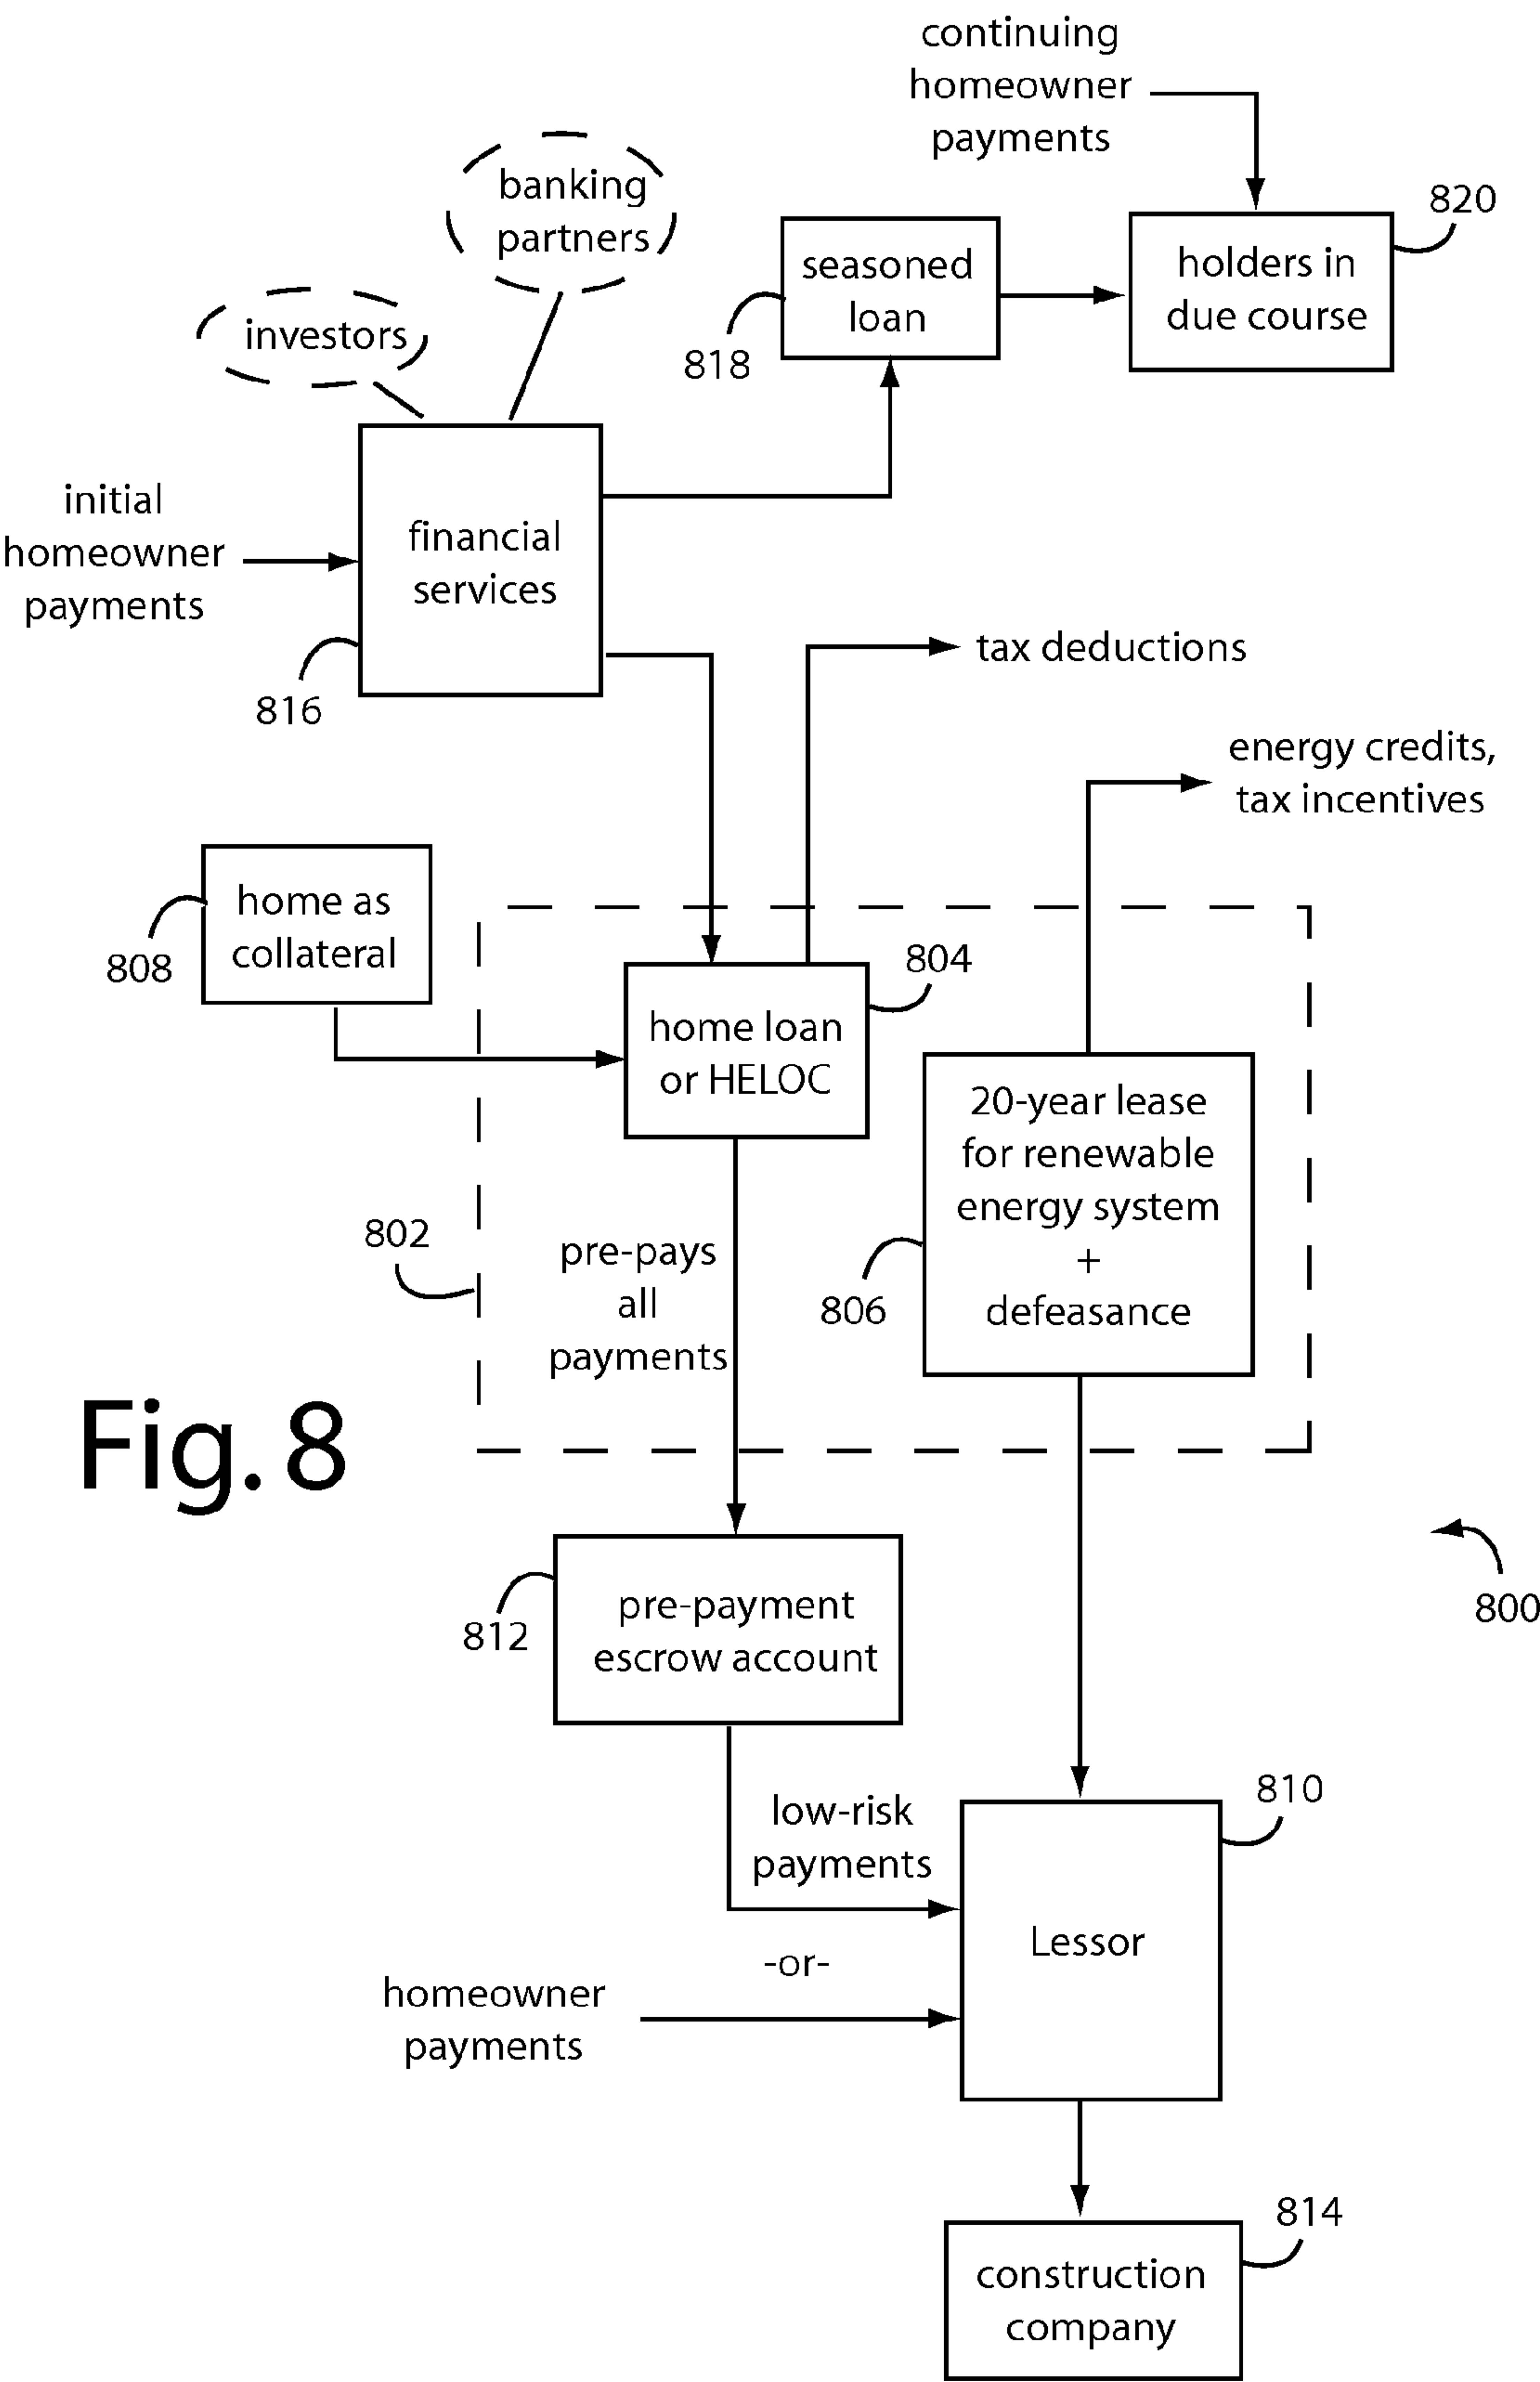 continuing
homeowner
payments
820
banking
partners
seasoned
loan
holders in
due course
investors
818
initial
homeowner
payments
financial
services
tax deductions
816
energy credits,
tax incentives
home as
collateral
808
804
home loan
or HELOC
20-year lease
for renewable
energy system
+
defeasance
802
pre-pays
all
payments
806
Fig. 8
800
pre-payment
escrow account
812
810
low-risk
payments
Lessor
-or-
homeowner
payments
814
construction
company